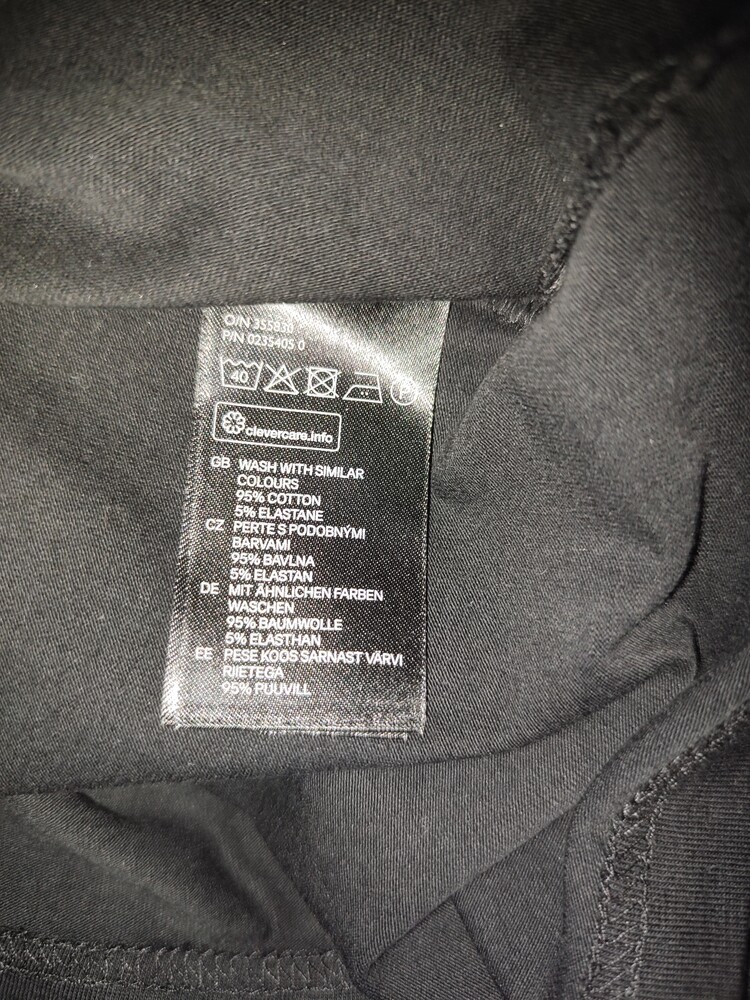 O/N 355830
P/N 0235405 0
40
clevercare.info
GB WASH WITH SIMILAR
COLOURS
95% COTTON
5% ELASTANE
CZ PERTE S PODOBNÝMI
BARVAMI
95% BAVLNA
5% ELASTAN
DE MIT ÄHNLICHEN FARBEN
WASCHEN
95% BAUMWOLLE
5% ELASTHAN
EE PESE KOOS SARNAST VÄRVI
RIIETEGA
95% PUUVILL